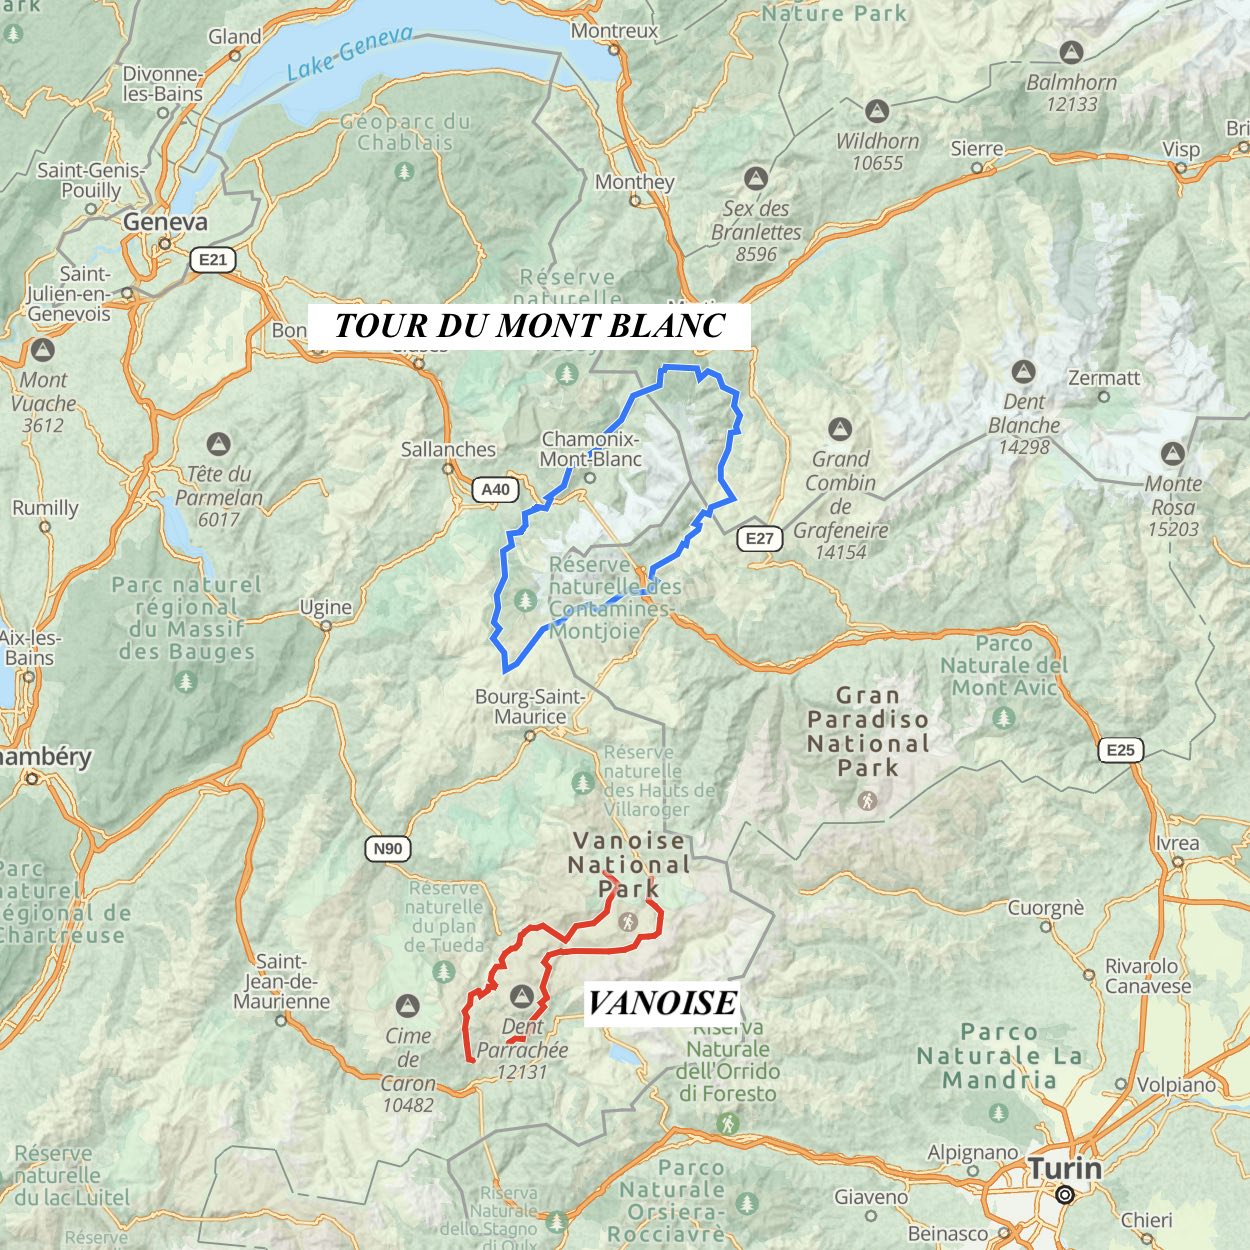 ark
Nature Park
Gland
Lake Geneva
Montreux
Divonne-
les-Bains
Balmhorn
12133
Géoparc du
Chablais
Wildhorn
10655
Sierre
Visp
Bri
Saint-Genis-
Pouilly
Monthey
Sex des
Branlettes
8596
Geneva
E21
Saint-
Julien-en-
Genevois
Réserve
naturelle
TOUR DU MONT BLANC
Bon
Mont
Vuache
3612
Zermatt
Dent
Blanche
14298
Sallanches
Chamonix-
Mont-Blanc
Tête du
Parmelan
6017
A40
Grand
Combin
de
Grafeneire
14154
Monte
Rosa
15203
Rumilly
E27
Parc naturel
régional
du Massif
des Bauges
Ugine
Réserve
naturelle des
Contamines-
Montjoie
Aix-les-
Bains
Parco
Naturale del
Mont Avic
Bourg-Saint-
Maurice
Gran
Paradiso
National
Park
hambéry
E25
Réserve
naturelle
des Hauts de
Villaroger
N90
Vanoise
National
Park
Ivrea
Parc
naturel
régional de
Chartreuse
Réserve
naturelle
du plan
de Tueda
Cuorgnè
Saint-
Jean-de-
Maurienne
Rivarolo
Canavese
VANOISE
Cime
de
Caron
10482
Dent
Parrachée
12131
Riserva
Naturale
dell'Orrido
di Foresto
Parco
Naturale La
Mandria
Volpiano
Réserve
naturelle
du lac Luitel
Alpignano
Turin
Parco
Naturale
Orsiera-
Rocciavrè
Giaveno
Riserva
Naturale
dello Stagno
di Oulx
Beinasco
Chieri
Réserve